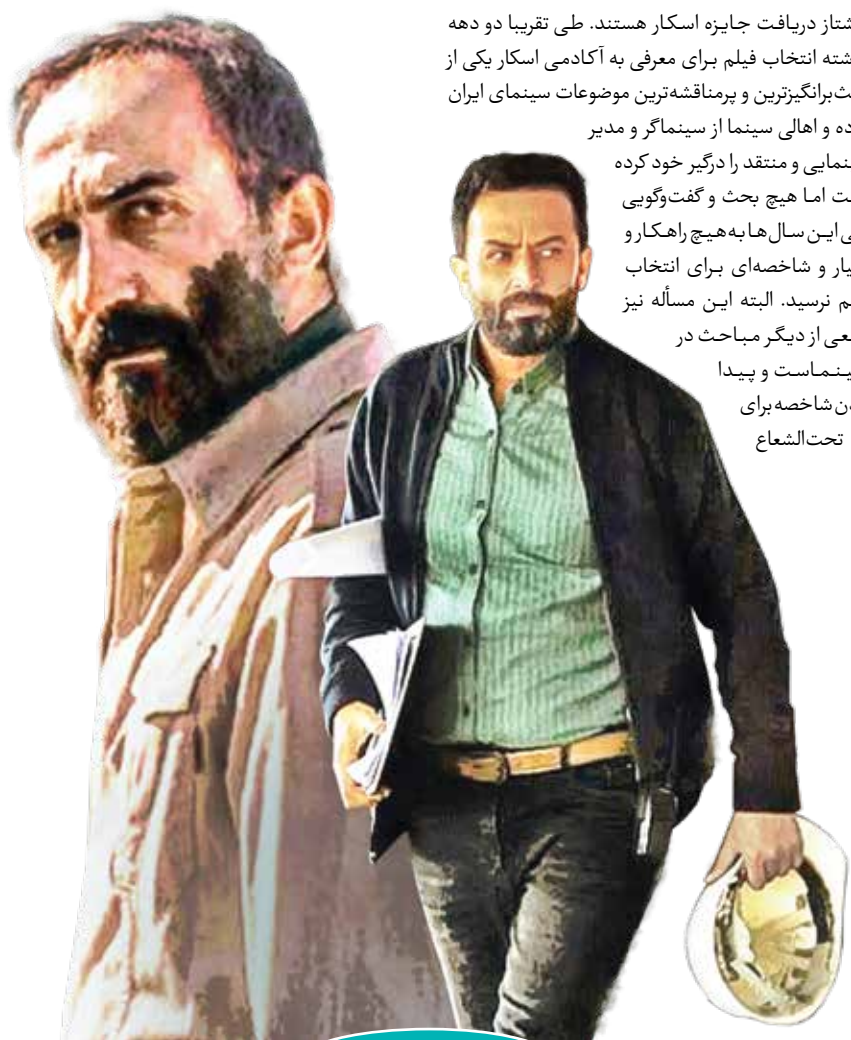 شتاز دریافت جایزه اسکار هستند. طی تقریبا دو دهه
شته انتخاب فیلم برای معرفی به آکادمی اسکار یکی از
ث‌برانگیزترین و پرمناقشه‌ترین موضوعات سینمای ایران
ده و اهالی سینما از سینماگر و مدیر
نمایی و منتقد را درگیر خود کرده
ت اما هیچ بحث و گفت‌وگویی
ی این سال‌ها به هیچ راهکار و
یار و شاخصه‌ای برای انتخاب
م نرسید. البته این مسأله نیز
عی از دیگر مباحث در
ینماست و پیدا
ن شاخصه برای
تحت‌الشعاع